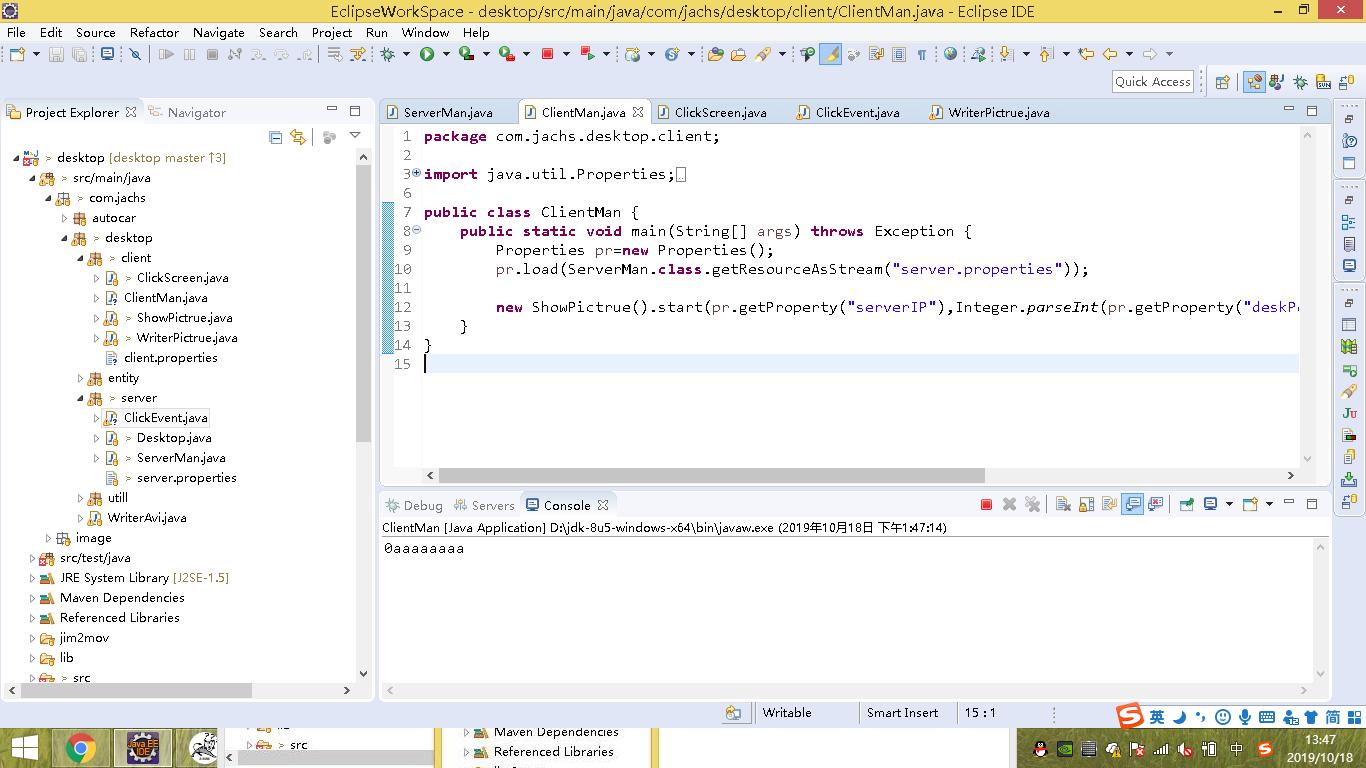 EclipseWorkSpace - desktop/src/main/java/com/jachs/desktop/client/ClientMan.java - Eclipse IDE
File Edit Source Refactor Navigate Search Project Run Window Help
Quick Access
Project Explorer
Navigator
> desktop [desktop master ↑3]
> src/main/java
> com.jachs
autocar
> desktop
> client
> ClickScreen.java
ClientMan.java
> ShowPictrue.java
> WriterPictrue.java
client.properties
entity
> server
ClickEvent.java
> Desktop.java
> ServerMan.java
> server.properties
utill
WriterAvi.java
image
src/test/java
JRE System Library [J2SE-1.5]
Maven Dependencies
Referenced Libraries
jim2mov
lib
> src
ServerMan.java
ClientMan.java
ClickScreen.java
ClickEvent.java
WriterPictrue.java
1 package com.jachs.desktop.client;
2
3 import java.util.Properties;
6
7 public class ClientMan {
8 public static void main(String[] args) throws Exception {
9 Properties pr=new Properties();
10 pr.load(ServerMan.class.getResourceAsStream("server.properties"));
11
12 new ShowPictrue().start(pr.getProperty("serverIP"),Integer.parseInt(pr.getProperty("deskP
13 }
14 }
15
Debug Servers Console
ClientMan [Java Application] D:\jdk-8u5-windows-x64\bin\javaw.exe (2019年10月18日 下午1:47:14)
0aaaaaaaa
Writable
Smart Insert
15 : 1
英
简
> src
Maven Dependencies
Referenced Libraries
Java EE
IDE
中
13:47
2019/10/18